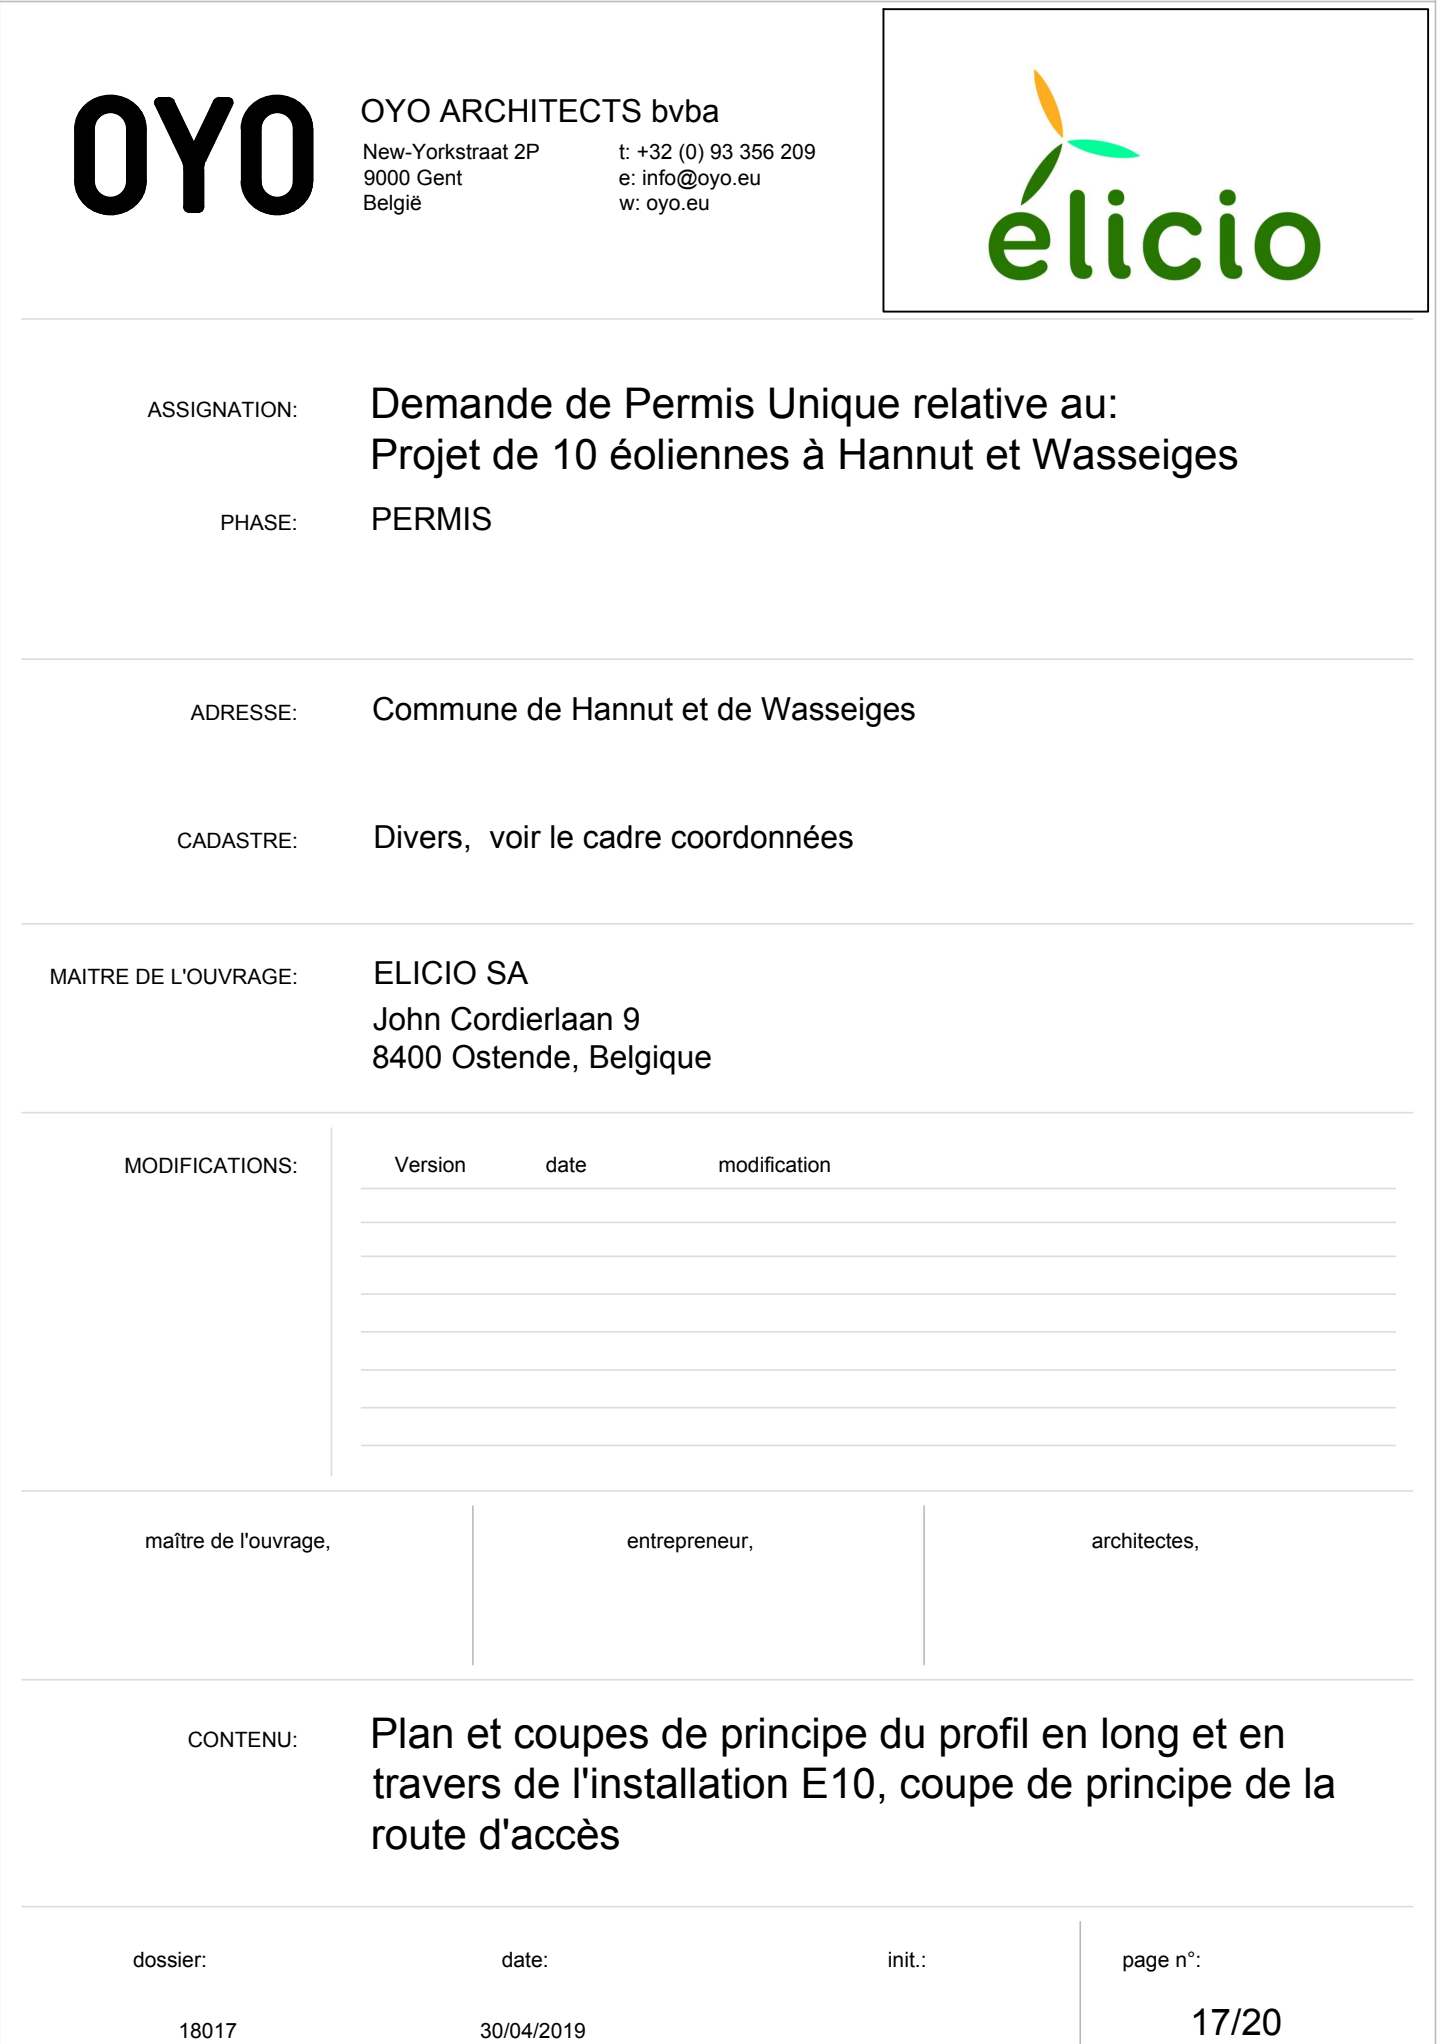 OYO
OYO ARCHITECTS bvba
New-Yorkstraat 2P
9000 Gent
België
t: +32 (0) 93 356 209
e: info@oyo.eu
w: oyo.eu
élicio
ASSIGNATION:
Demande de Permis Unique relative au:
Projet de 10 éoliennes à Hannut et Wasseiges
PHASE:
PERMIS
ADRESSE:
Commune de Hannut et de Wasseiges
CADASTRE:
Divers, voir le cadre coordonnées
MAITRE DE L'OUVRAGE:
ELICIO SA
John Cordierlaan 9
8400 Ostende, Belgique
MODIFICATIONS:
Version date modification
maître de l'ouvrage,
entrepreneur,
architectes,
CONTENU:
Plan et coupes de principe du profil en long et en
travers de l'installation E10, coupe de principe de la
route d'accès
dossier:
18017
date:
30/04/2019
init.:
page n°:
17/20